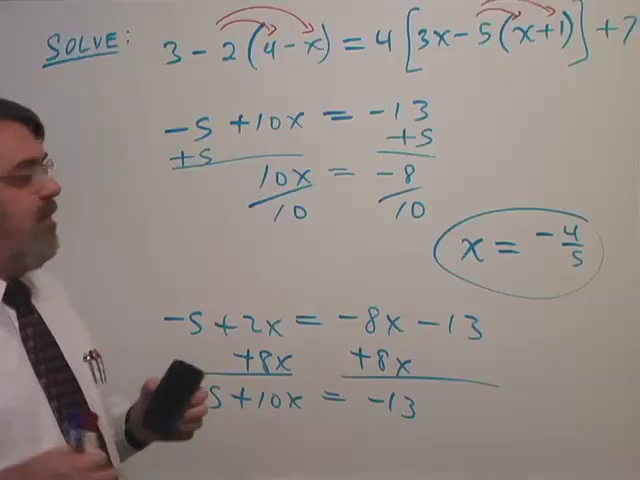 SOLVE: 3 - 2(4 - x) = 4[3x - 5(x + 1)] + 7
-5 + 10x = -13
+5 +5
10x = -8
10 10
x = -4/5
-5 + 2x = -8x - 13
+8x +8x
5 + 10x = -13